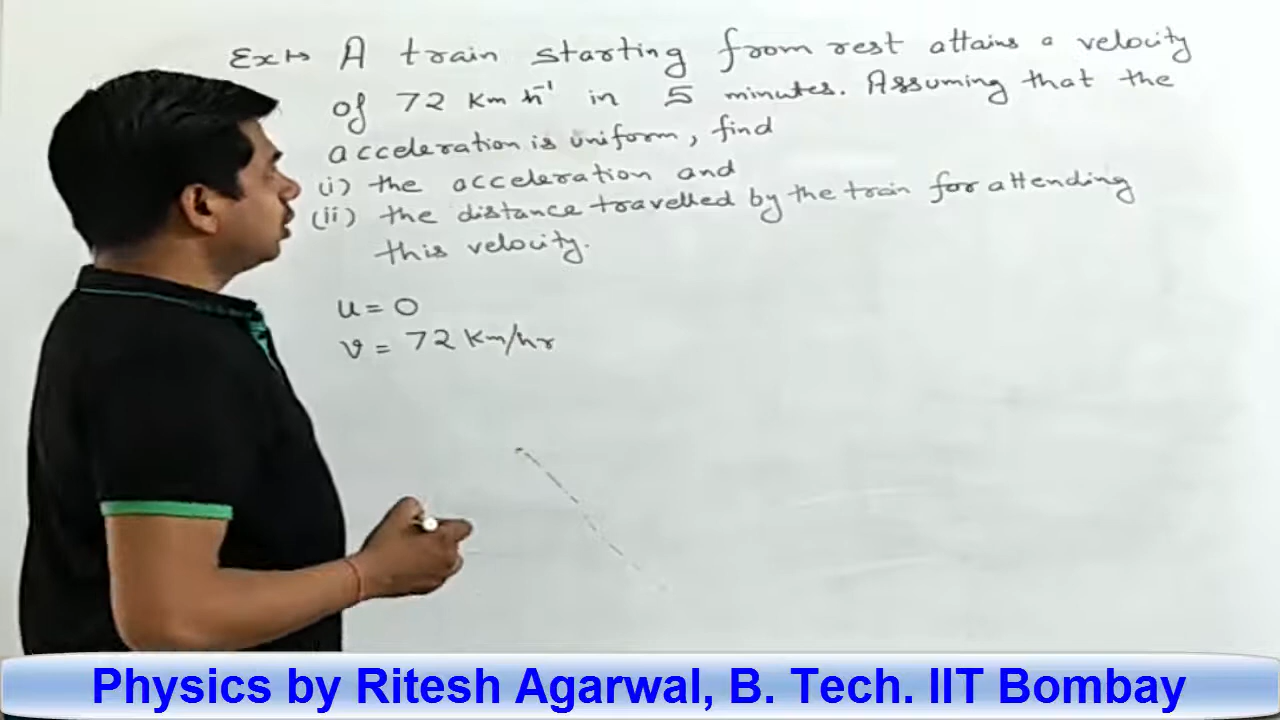 Ex↦ A train starting from rest attains a velocity
of 72 Km h⁻¹ in 5 minutes. Assuming that the
acceleration is uniform, find
(i) the acceleration and
(ii) the distance travelled by the train for attending
this velocity.
u = 0
v = 72 Km/hr
Physics by Ritesh Agarwal, B. Tech. IIT Bombay